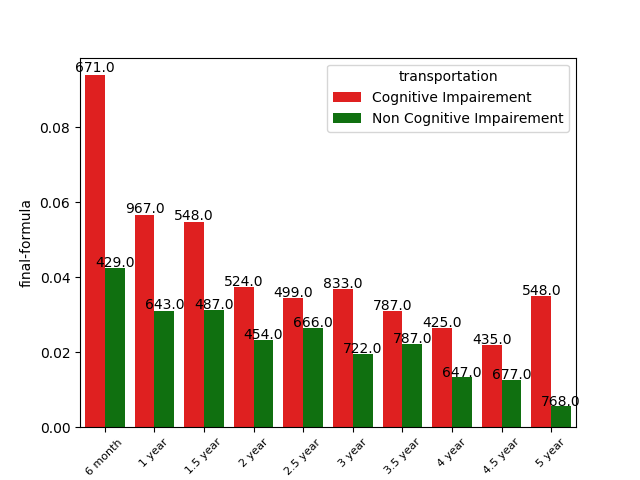 transportation
Cognitive Impairement
Non Cognitive Impairement
final-formula
0.08
0.06
0.04
0.02
0.00
671.0
429.0
967.0
643.0
548.0
487.0
524.0
454.0
499.0
666.0
833.0
722.0
787.0
787.0
425.0
647.0
435.0
677.0
548.0
768.0
6 month
1 year
1.5 year
2 year
2.5 year
3 year
3.5 year
4 year
4.5 year
5 year